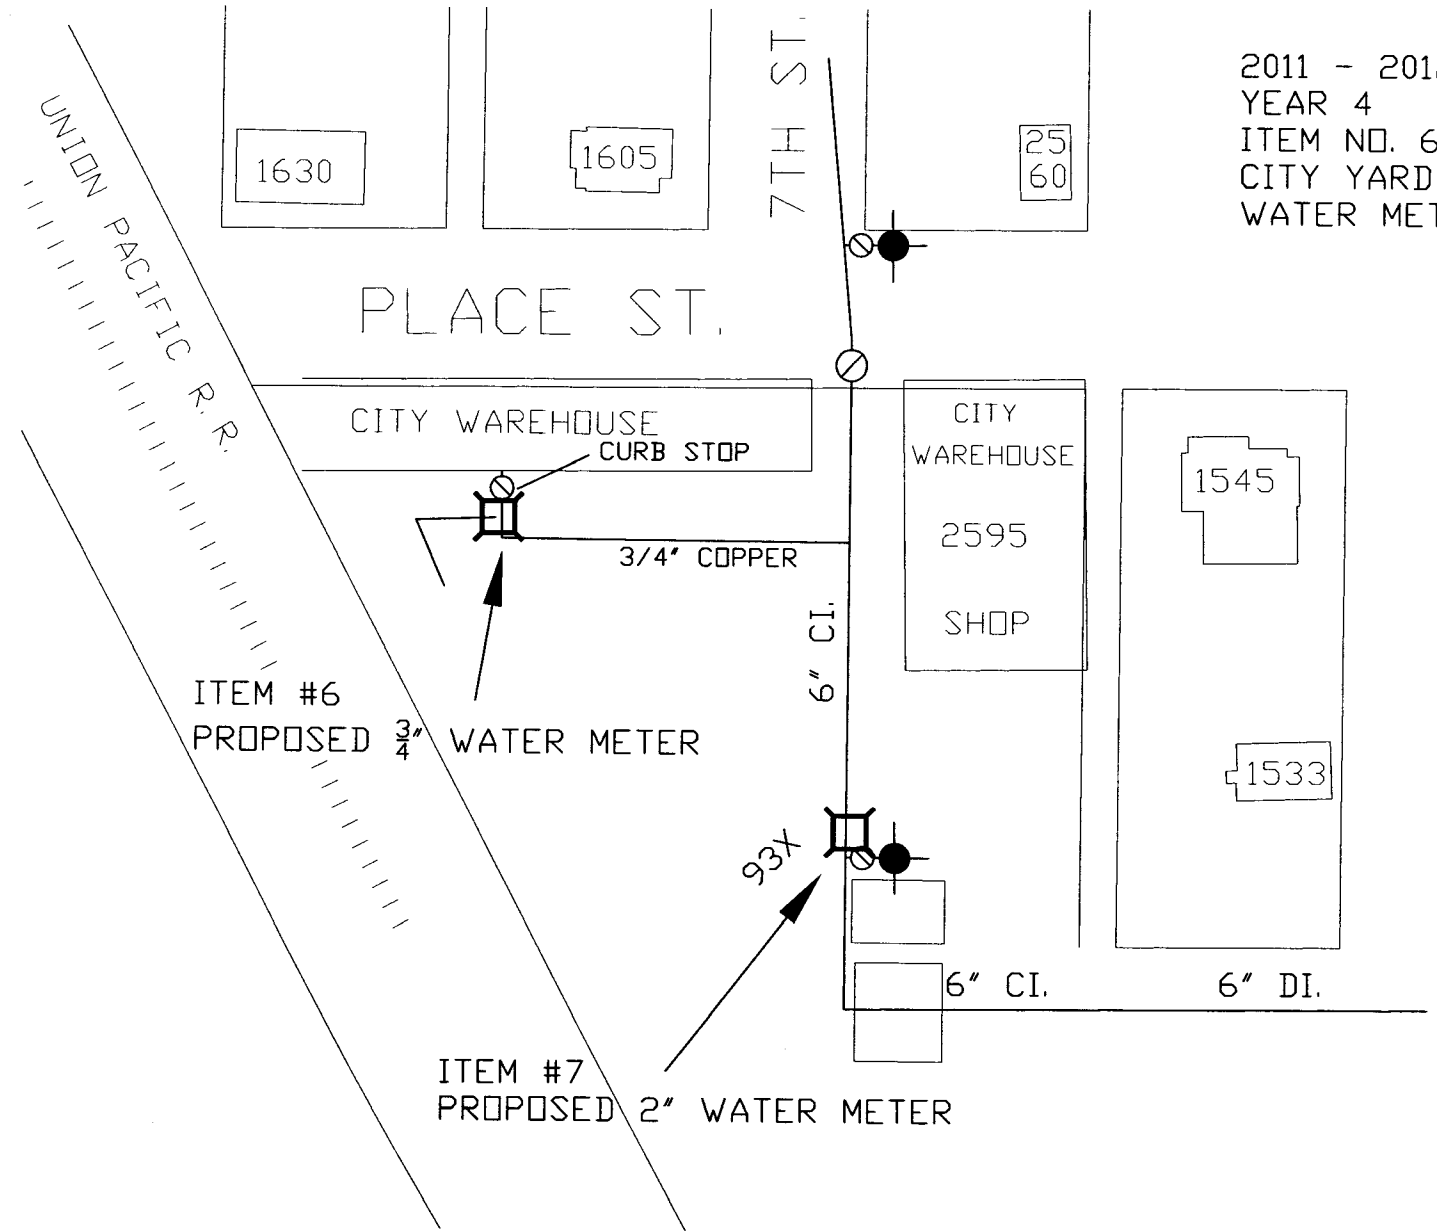 2011 - 201
YEAR 4
ITEM NO. 6
CITY YARD
WATER MET
7TH ST.
UNION PACIFIC R.R.
1630
1605
25
60
PLACE ST.
CITY WAREHOUSE
CURB STOP
CITY
WAREHOUSE
2595
SHOP
1545
3/4" COPPER
6" CI.
ITEM #6
PROPOSED 3/4" WATER METER
1533
93X
6" CI.
6" DI.
ITEM #7
PROPOSED 2" WATER METER